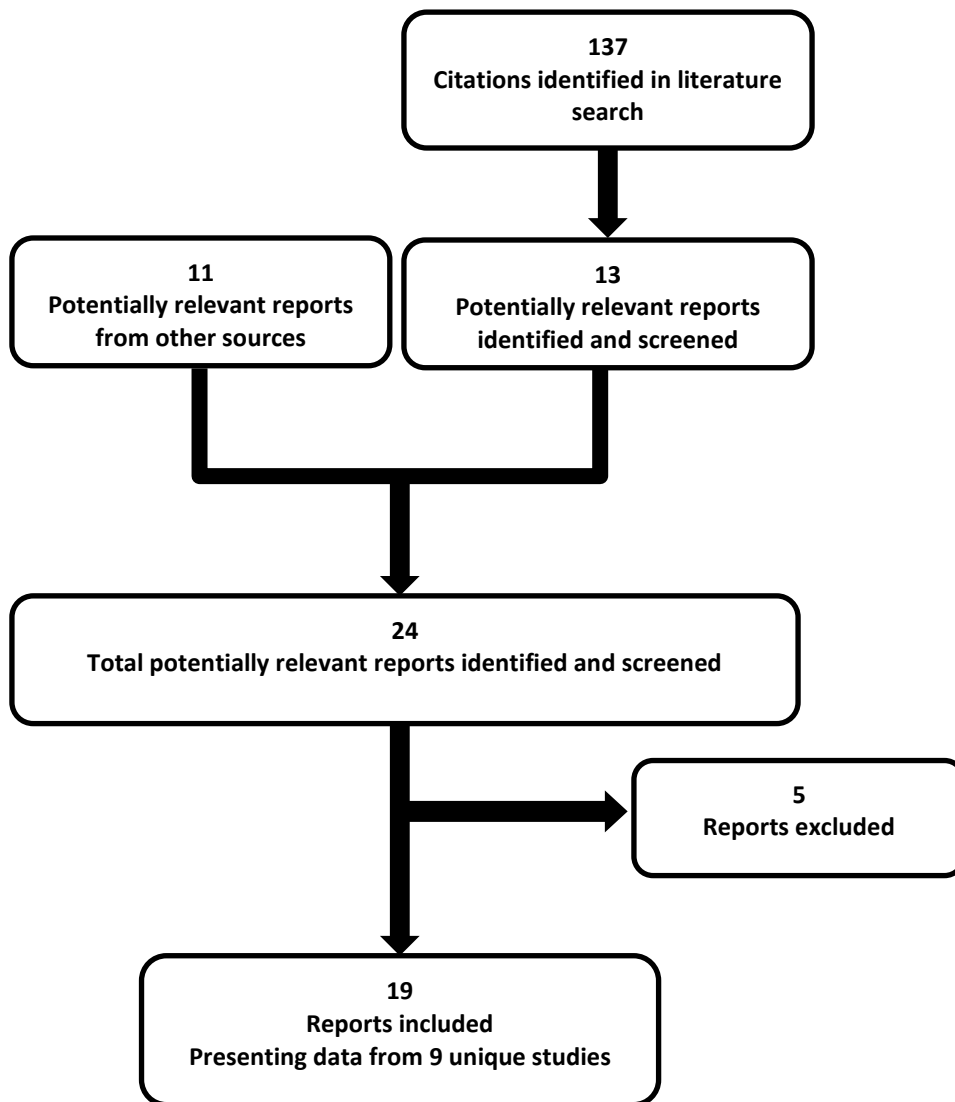 137
Citations identified in literature
search
11
Potentially relevant reports
from other sources
13
Potentially relevant reports
identified and screened
24
Total potentially relevant reports identified and screened
5
Reports excluded
19
Reports included
Presenting data from 9 unique studies